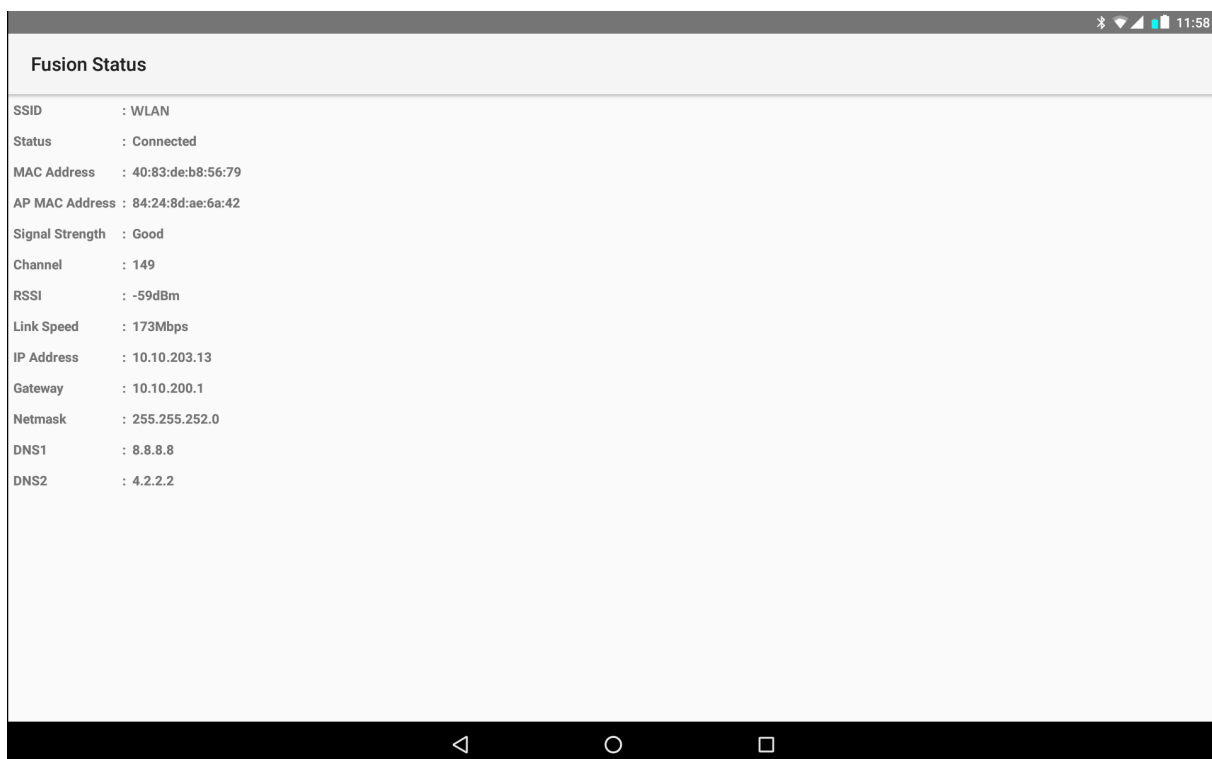 11:58
Fusion Status
SSID : WLAN
Status : Connected
MAC Address : 40:83:de:b8:56:79
AP MAC Address : 84:24:8d:ae:6a:42
Signal Strength : Good
Channel : 149
RSSI : -59dBm
Link Speed : 173Mbps
IP Address : 10.10.203.13
Gateway : 10.10.200.1
Netmask : 255.255.252.0
DNS1 : 8.8.8.8
DNS2 : 4.2.2.2